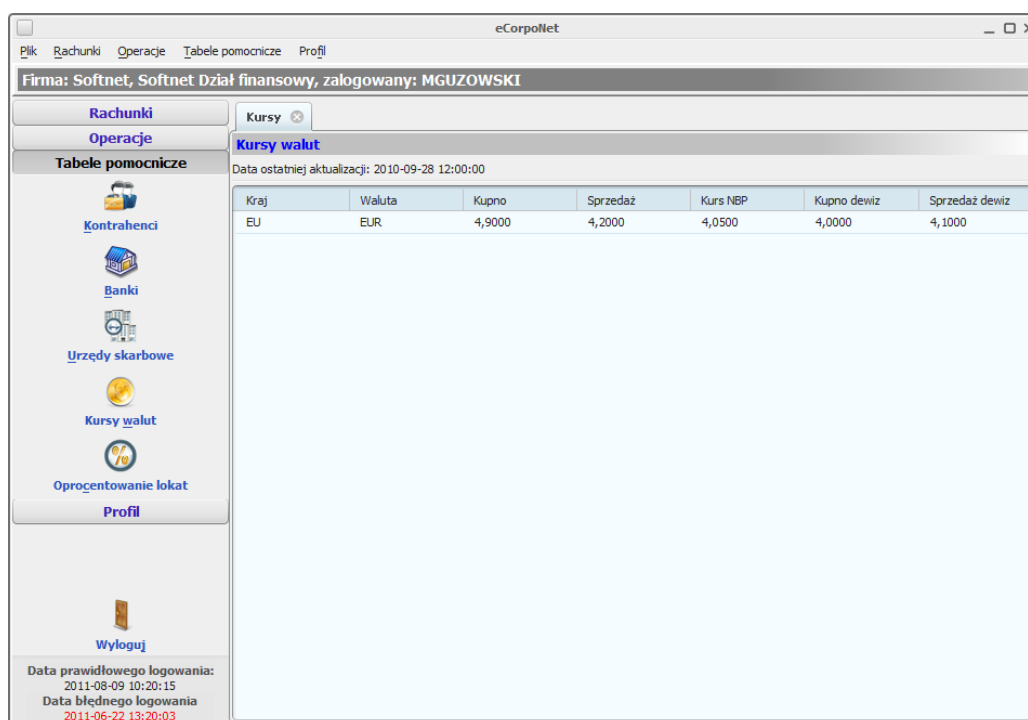 eCorpoNet
Plik Rachunki Operacje Tabele pomocnicze Profil
Firma: Softnet, Softnet Dział finansowy, zalogowany: MGUZOWSKI
Rachunki
Operacje
Tabele pomocnicze
Kontrahenci
Banki
Urzędy skarbowe
Kursy walut
Oprocentowanie lokat
Profil
Wyloguj
Data prawidłowego logowania:
2011-08-09 10:20:15
Data błędnego logowania
2011-06-22 13:20:03
Kursy
Kursy walut
Data ostatniej aktualizacji: 2010-09-28 12:00:00
Kraj Waluta Kupno Sprzedaż Kurs NBP Kupno dewiz Sprzedaż dewiz
EU EUR 4,9000 4,2000 4,0500 4,0000 4,1000